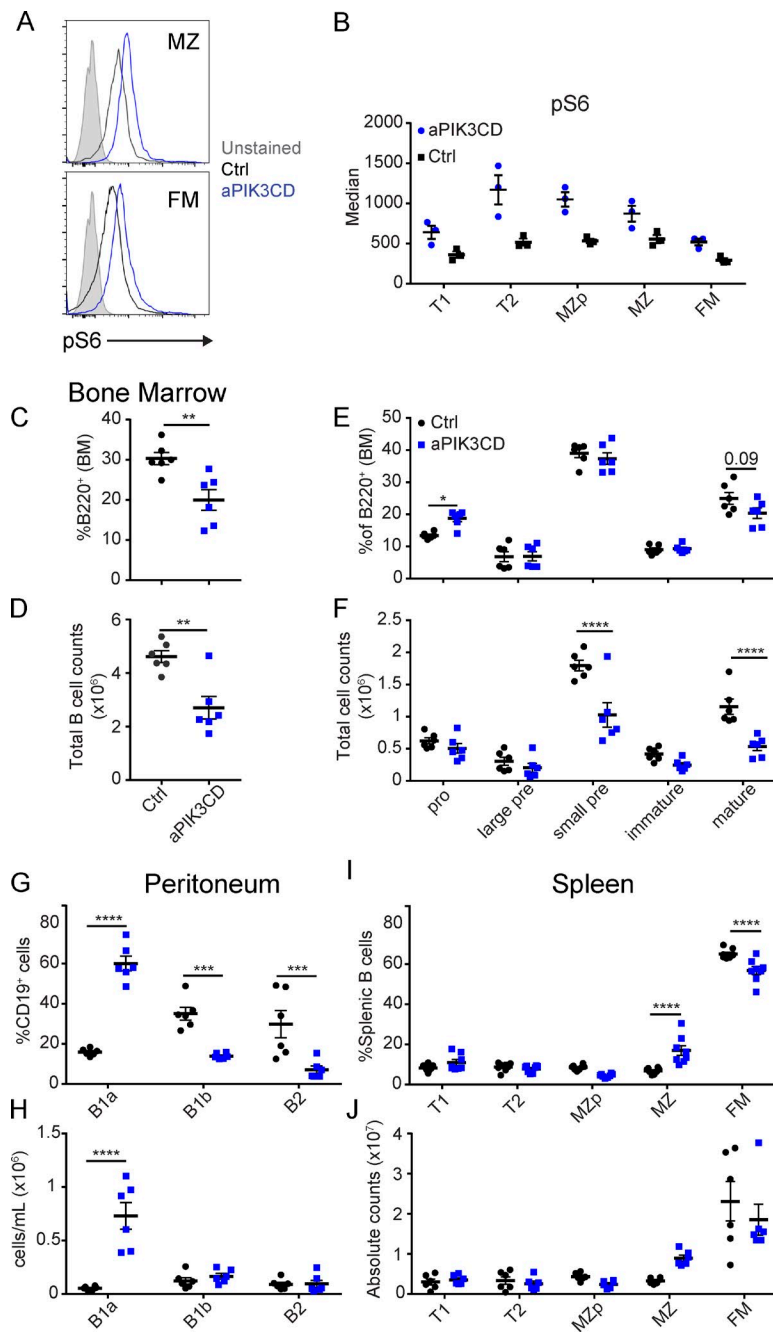 A
MZ
Unstained
Ctrl
aPIK3CD
FM
pS6
B
pS6
aPIK3CD
Ctrl
Median
2000
1500
1000
500
0
T1
T2
MZp
MZ
FM
Bone Marrow
C
%B220+ (BM)
40
30
20
10
0
**
D
Total B cell counts
(x10⁶)
6
4
2
0
**
Ctrl
aPIK3CD
E
Ctrl
aPIK3CD
%of B220+ (BM)
50
40
30
20
10
0
*
0.09
F
Total cell counts
(x10⁶)
2.5
2
1.5
1
0.5
0
****
****
pro
large pre
small pre
immature
mature
G
Peritoneum
%CD19+ cells
80
60
40
20
0
****
***
***
B1a
B1b
B2
H
cells/mL (x10⁶)
1.5
1
0.5
0
****
B1a
B1b
B2
I
Spleen
%Splenic B cells
80
60
40
20
0
****
****
T1
T2
MZp
MZ
FM
J
Absolute counts (x10⁷)
4
3
2
1
0
T1
T2
MZp
MZ
FM